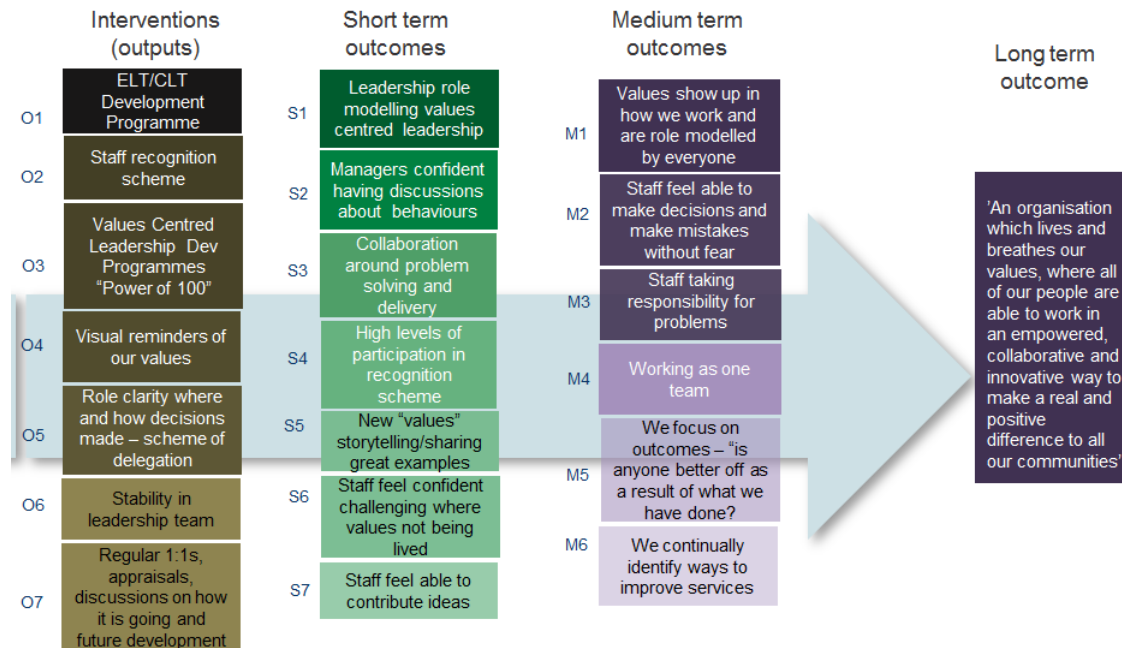 Interventions
(outputs)
O1
ELT/CLT
Development
Programme
O2
Staff recognition
scheme
O3
Values Centred
Leadership Dev
Programmes
“Power of 100”
O4
Visual reminders of
our values
O5
Role clarity where
and how decisions
made – scheme of
delegation
O6
Stability in
leadership team
O7
Regular 1:1s,
appraisals,
discussions on how
it is going and
future development
Short term
outcomes
S1
Leadership role
modelling values
centred leadership
S2
Managers confident
having discussions
about behaviours
S3
Collaboration
around problem
solving and
delivery
S4
High levels of
participation in
recognition
scheme
S5
New “values”
storytelling/sharing
great examples
S6
Staff feel confident
challenging where
values not being
lived
S7
Staff feel able to
contribute ideas
Medium term
outcomes
M1
Values show up in
how we work and
are role modelled
by everyone
M2
Staff feel able to
make decisions and
make mistakes
without fear
M3
Staff taking
responsibility for
problems
M4
Working as one
team
M5
We focus on
outcomes – “is
anyone better off as
a result of what we
have done?
M6
We continually
identify ways to
improve services
Long term
outcome
'An organisation
which lives and
breathes our
values, where all
of our people are
able to work in
an empowered,
collaborative and
innovative way to
make a real and
positive
difference to all
our communities'